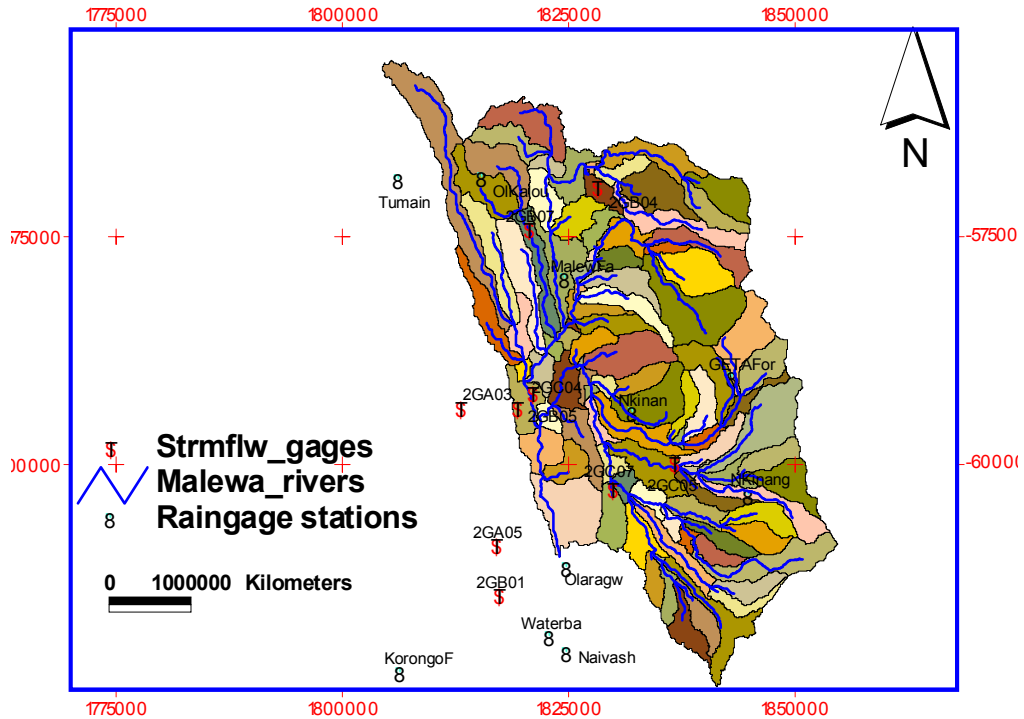 1775000 1800000 1825000 1850000
N
OlKalou
Tumain
2GB04
2GB07
575000 -57500
MalewFa
GETAFor
2GA03 2GC04
Nkinan
2GB05
Strmflw_gages
00000 -60000
2GC07
NKinang
Malewa_rivers
2GC05
8 Raingage stations
2GA05
Olaragw
0 1000000 Kilometers
2GB01
Waterba
Naivash
KorongoF
1775000 1800000 1825000 1850000